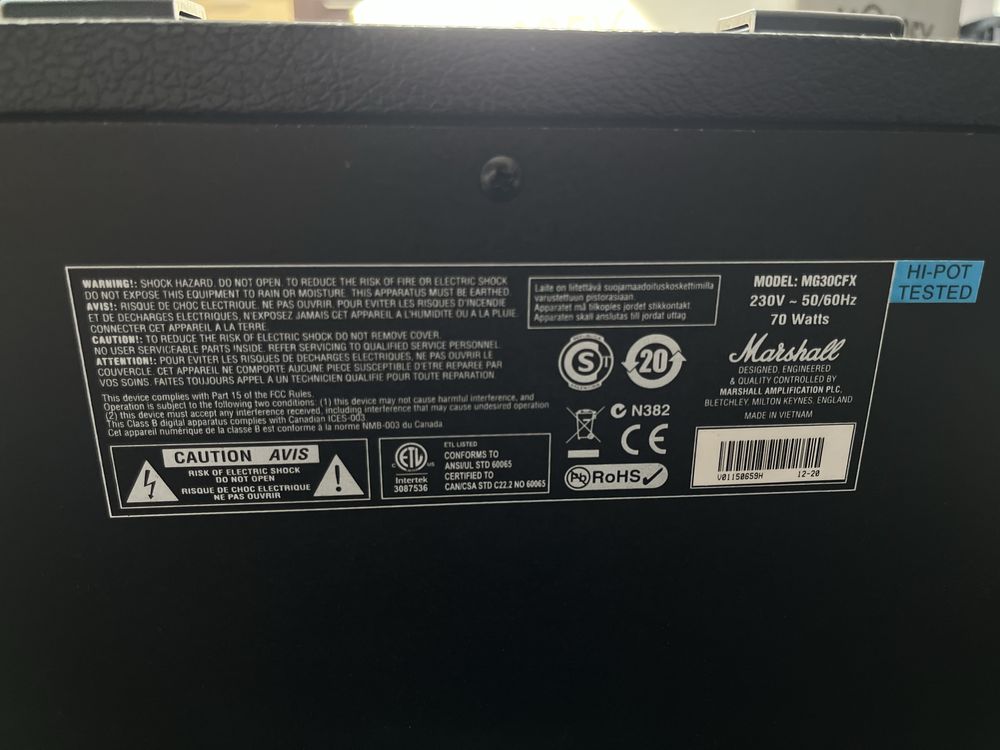 WARNING!: SHOCK HAZARD. DO NOT OPEN. TO REDUCE THE RISK OF FIRE OR ELECTRIC SHOCK
DO NOT EXPOSE THIS EQUIPMENT TO RAIN OR MOISTURE. THIS APPARATUS MUST BE EARTHED.
AVIS!: RISQUE DE CHOC ELECTRIQUE. NE PAS OUVRIR. POUR EVITER LES RISQUES D'INCENDIE
ET DE DECHARGES ELECTRIQUES, N'EXPOSEZ JAMAIS CET APPAREIL A L'HUMIDITE OU A LA PLUIE.
CONNECTER CET APPAREIL A LA TERRE.
CAUTION!: TO REDUCE THE RISK OF ELECTRIC SHOCK DO NOT REMOVE COVER.
NO USER SERVICEABLE PARTS INSIDE. REFER SERVICING TO QUALIFIED SERVICE PERSONNEL.
ATTENTION!: POUR EVITER LES RISQUES DE DECHARGES ELECTRIQUES, NE PAS OUVRIR LE
COUVERCLE. CET APPAREIL NE COMPORTE AUCUNE PIECE SUSCEPTIBLE D'ETRE REPAREE PAR
VOS SOINS. FAITES TOUJOURS APPEL A UN TECHNICIEN QUALIFIE POUR TOUTE REPARATION.
This device complies with Part 15 of the FCC Rules.
Operation is subject to the following two conditions: (1) this device may not cause harmful interference, and
(2) this device must accept any interference received, including interference that may cause undesired operation
This Class B digital apparatus complies with Canadian ICES-003.
Cet appareil numérique de la classe B est conforme à la norme NMB-003 du Canada.
CAUTION AVIS
RISK OF ELECTRIC SHOCK
DO NOT OPEN
RISQUE DE CHOC ELECTRIQUE
NE PAS OUVRIR
ETL
C US
Intertek
3087536
ETL LISTED
CONFORMS TO
ANSI/UL STD 60065
CERTIFIED TO
CAN/CSA STD C22.2 NO 60065
Laite on liitettävä suojamaadoituskoskettimilla
varustettuun pistorasiaan.
Apparatet må tilkoples jordet stikkontakt
Apparaten skall anslutas till jordat uttag
S
20
N382
CE
Pb RoHS
MODEL: MG30CFX
230V ~ 50/60Hz
70 Watts
Marshall
DESIGNED, ENGINEERED
& QUALITY CONTROLLED BY
MARSHALL AMPLIFICATION PLC.
BLETCHLEY, MILTON KEYNES, ENGLAND
MADE IN VIETNAM
V01150659H 12-20
HI-POT
TESTED